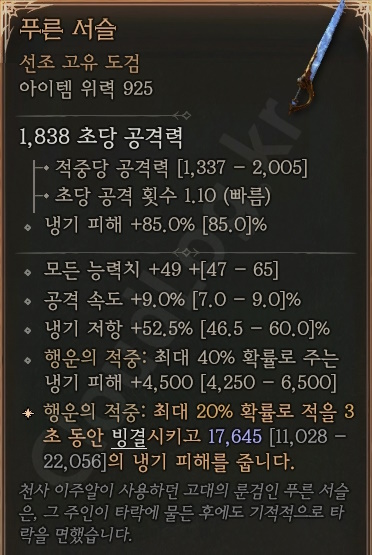 푸른 서슬
선조 고유 도검
아이템 위력 925
1,838 초당 공격력
적중당 공격력 [1,337 – 2,005]
초당 공격 횟수 1.10 (빠름)
냉기 피해 +85.0% [85.0]%
모든 능력치 +49 +[47 – 65]
공격 속도 +9.0% [7.0 – 9.0]%
냉기 저항 +52.5% [46.5 – 60.0]%
행운의 적중: 최대 40% 확률로 주는
냉기 피해 +4,500 [4,250 – 6,500]
행운의 적중: 최대 20% 확률로 적을 3
초 동안 빙결시키고 17,645 [11,028 –
22,056]의 냉기 피해를 줍니다.
천사 이주알이 사용하던 고대의 룬검인 푸른 서슬
은, 그 주인이 타락에 물든 후에도 기적적으로 타
락을 면했습니다.